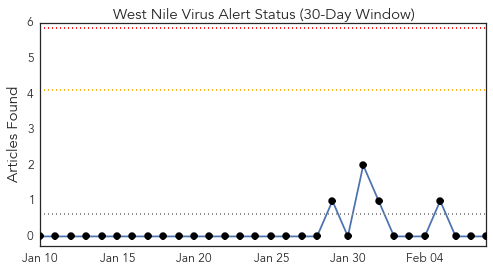 West Nile Virus Alert Status (30-Day Window)
Articles Found
6
5
4
3
2
1
0
Jan 10
Jan 15
Jan 20
Jan 25
Jan 30
Feb 04